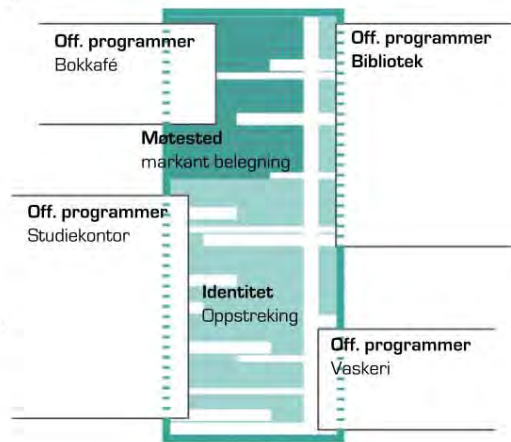 Off. programmer
Bokkafé
Off. programmer
Bibliotek
Møtested
markant belegning
Off. programmer
Studiekontor
Identitet
Oppstreking
Off. programmer
Vaskeri